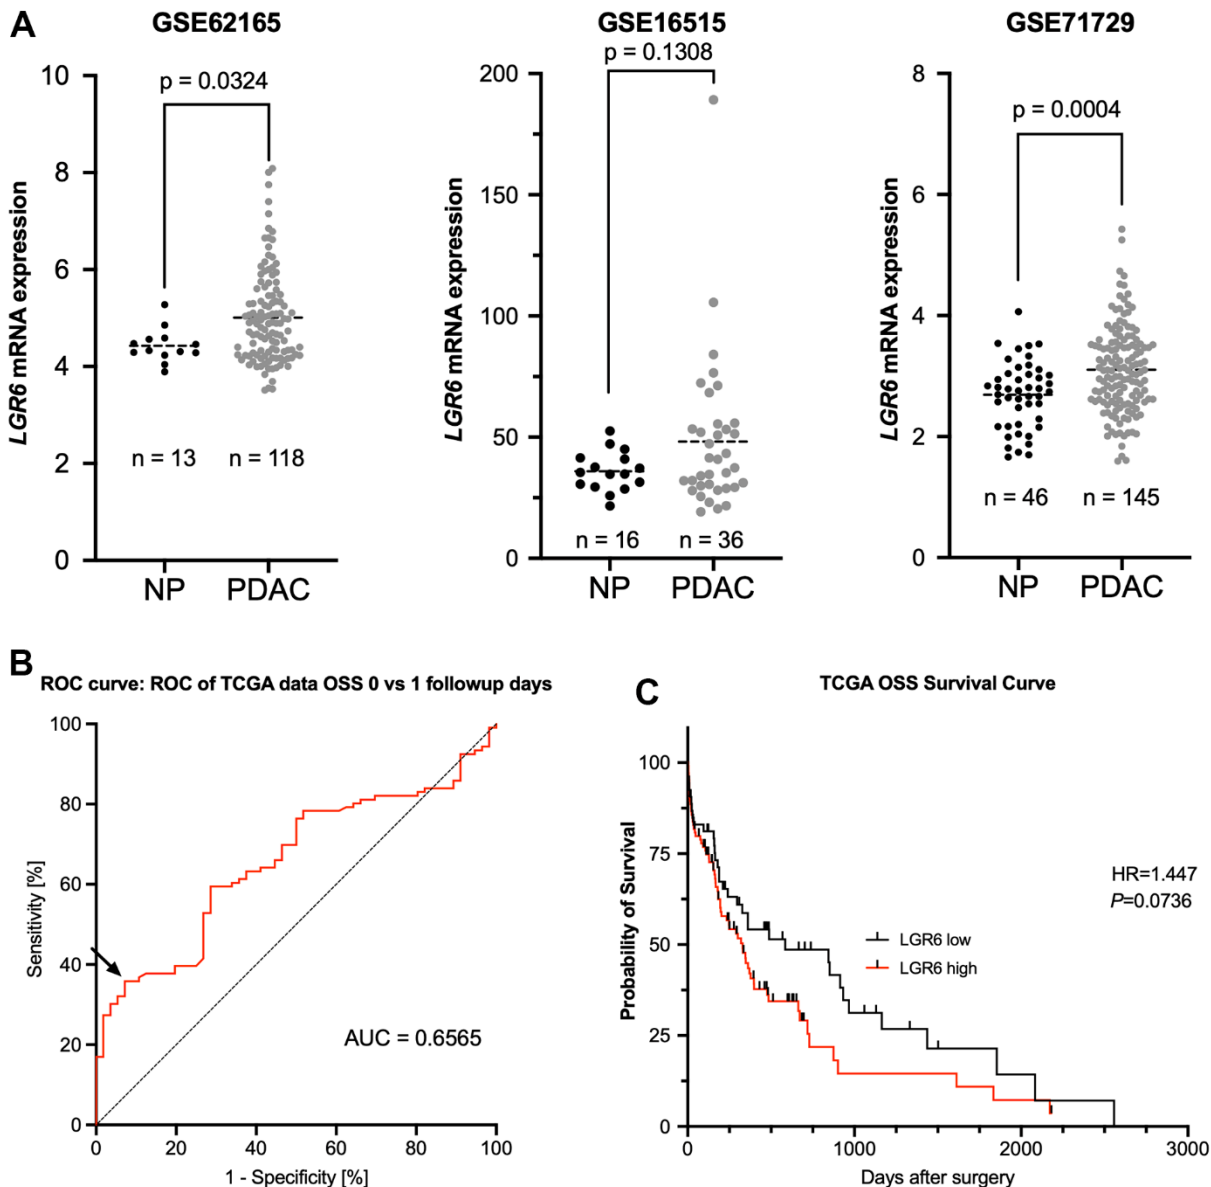 A
GSE62165
GSE16515
GSE71729
p = 0.0324
p = 0.1308
p = 0.0004
LGR6 mRNA expression
10
8
6
4
2
0
n = 13
n = 118
NP
PDAC
LGR6 mRNA expression
200
150
100
50
0
n = 16
n = 36
NP
PDAC
LGR6 mRNA expression
8
6
4
2
0
n = 46
n = 145
NP
PDAC
B
ROC curve: ROC of TCGA data OSS 0 vs 1 followup days
Sensitivity [%]
100
80
60
40
20
0
AUC = 0.6565
0
20
40
60
80
100
1 - Specificity [%]
C
TCGA OSS Survival Curve
Probability of Survival
100
75
50
25
0
HR=1.447
P=0.0736
LGR6 low
LGR6 high
0
1000
2000
3000
Days after surgery